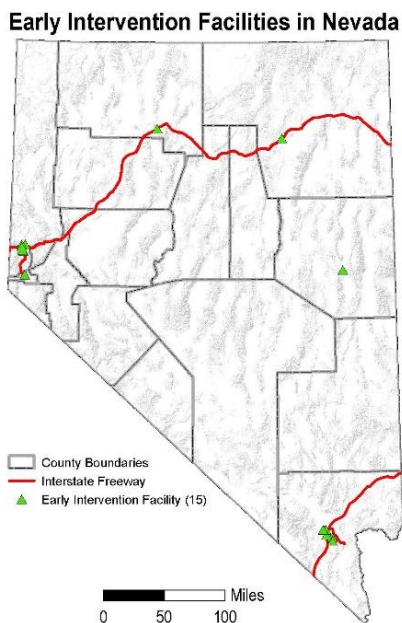 Early Intervention Facilities in Nevada
County Boundaries
Interstate Freeway
Early Intervention Facility (15)
Miles
0 50 100